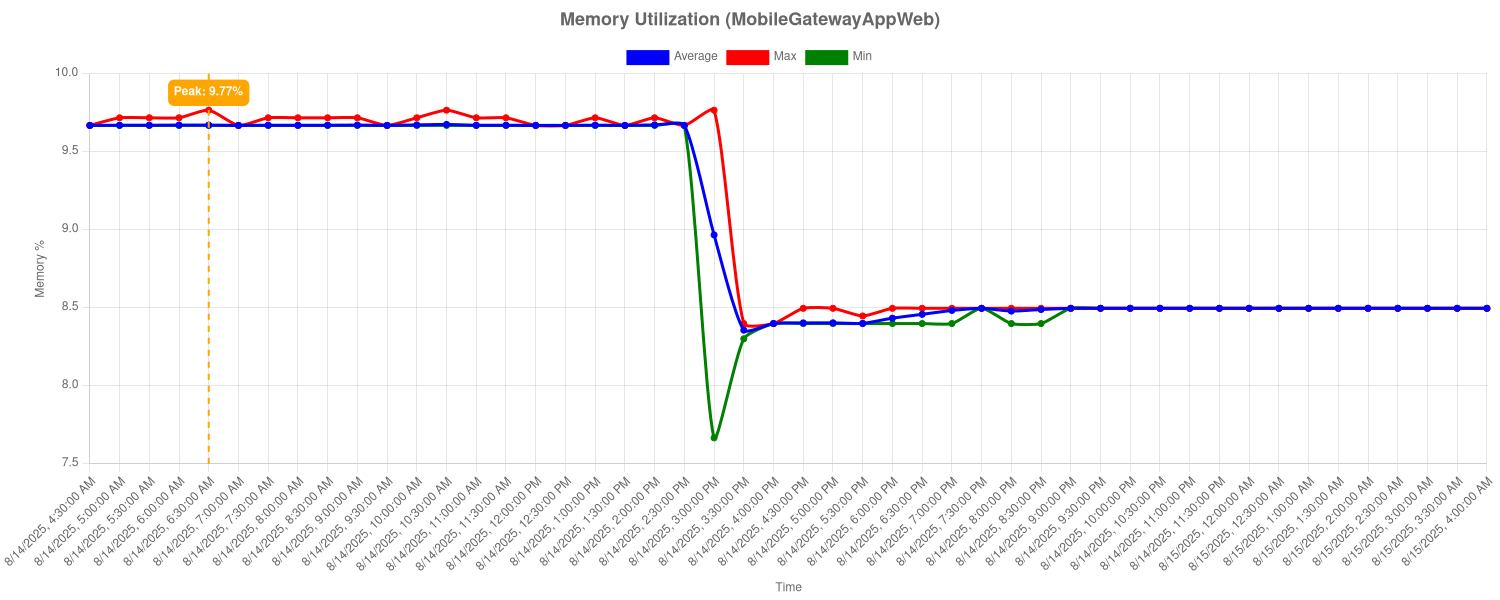 Memory Utilization (MobileGatewayAppWeb)
Average Max Min
Peak: 9.77%
10.0
9.5
9.0
8.5
8.0
7.5
Memory %
8/14/2025, 4:30:00 AM
8/14/2025, 5:00:00 AM
8/14/2025, 5:30:00 AM
8/14/2025, 6:00:00 AM
8/14/2025, 6:30:00 AM
8/14/2025, 7:00:00 AM
8/14/2025, 7:30:00 AM
8/14/2025, 8:00:00 AM
8/14/2025, 8:30:00 AM
8/14/2025, 9:00:00 AM
8/14/2025, 9:30:00 AM
8/14/2025, 10:00:00 AM
8/14/2025, 10:30:00 AM
8/14/2025, 11:00:00 AM
8/14/2025, 11:30:00 AM
8/14/2025, 12:00:00 PM
8/14/2025, 12:30:00 PM
8/14/2025, 1:00:00 PM
8/14/2025, 1:30:00 PM
8/14/2025, 2:00:00 PM
8/14/2025, 2:30:00 PM
8/14/2025, 3:00:00 PM
8/14/2025, 3:30:00 PM
8/14/2025, 4:00:00 PM
8/14/2025, 4:30:00 PM
8/14/2025, 5:00:00 PM
8/14/2025, 5:30:00 PM
8/14/2025, 6:00:00 PM
8/14/2025, 6:30:00 PM
8/14/2025, 7:00:00 PM
8/14/2025, 7:30:00 PM
8/14/2025, 8:00:00 PM
8/14/2025, 8:30:00 PM
8/14/2025, 9:00:00 PM
8/14/2025, 9:30:00 PM
8/14/2025, 10:00:00 PM
8/14/2025, 10:30:00 PM
8/14/2025, 11:00:00 PM
8/14/2025, 11:30:00 PM
8/15/2025, 12:00:00 AM
8/15/2025, 12:30:00 AM
8/15/2025, 1:00:00 AM
8/15/2025, 1:30:00 AM
8/15/2025, 2:00:00 AM
8/15/2025, 2:30:00 AM
8/15/2025, 3:00:00 AM
8/15/2025, 3:30:00 AM
8/15/2025, 4:00:00 AM
Time